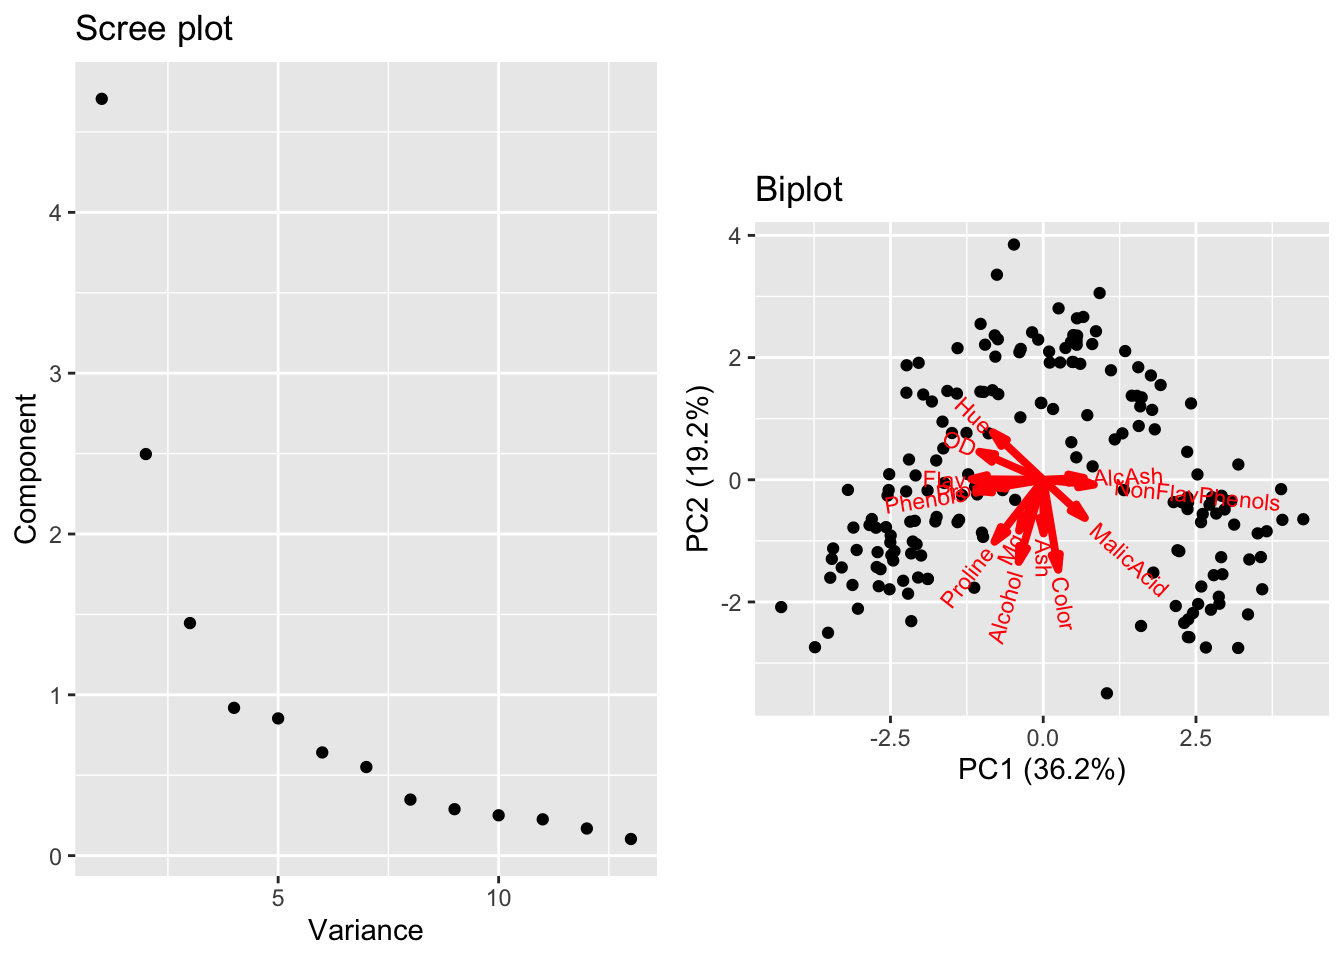 Scree plot
4
3
2
1
0
Component
5
10
Variance
Biplot
4
2
0
-2
PC2 (19.2%)
-2.5
0.0
2.5
PC1 (36.2%)
Hue
OD
Flav
Phenols
AlcAsh
NonFlavPhenols
MalicAcid
Proline
Alcohol
Mg
Ash
Color